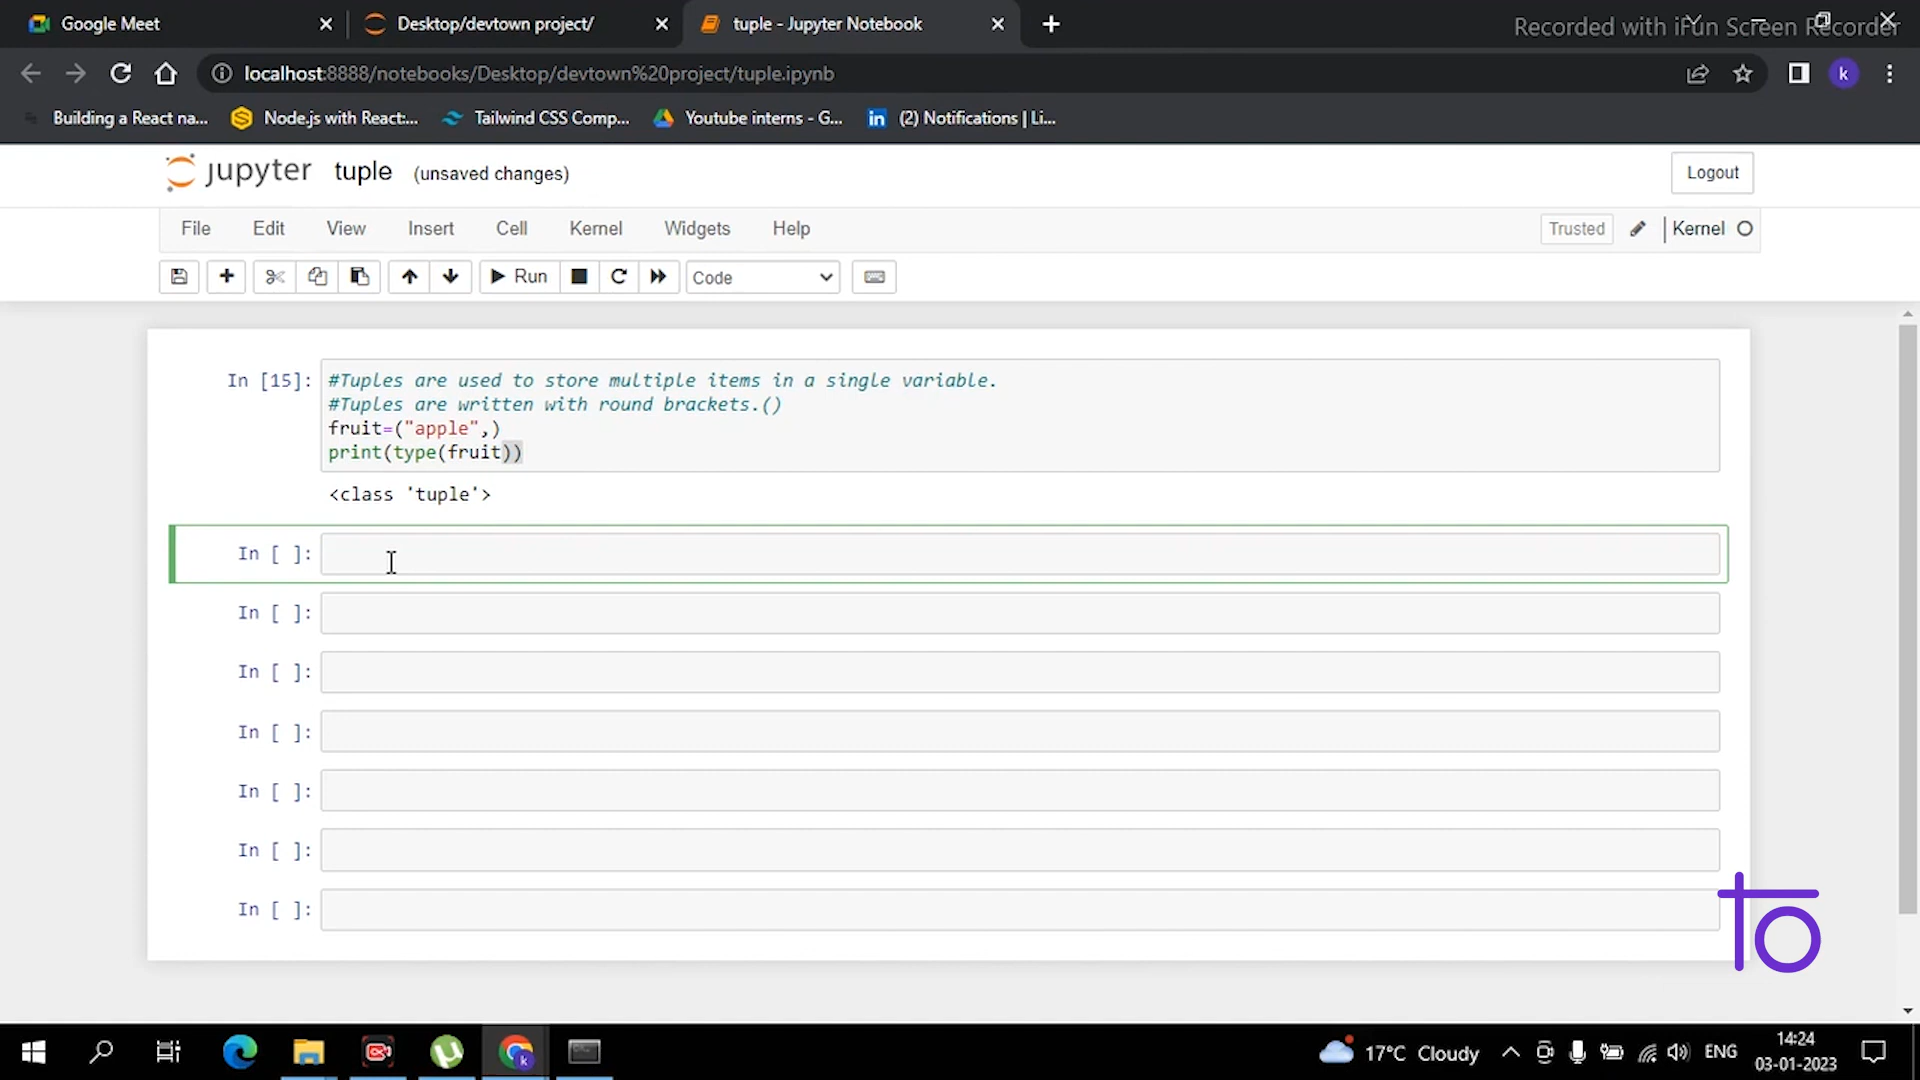 Google Meet
Desktop/devtown project/
tuple - Jupyter Notebook
Recorded with iFun Screen Recorder
localhost:8888/notebooks/Desktop/devtown%20project/tuple.ipynb
k
Building a React na...
Node.js with React:...
Tailwind CSS Comp...
Youtube interns - G...
in
(2) Notifications | Li...
jupyter tuple (unsaved changes)
Logout
File Edit View Insert Cell Kernel Widgets Help
Trusted
Kernel
Run
Code
In [15]:
#Tuples are used to store multiple items in a single variable.
#Tuples are written with round brackets.()
fruit=("apple",)
print(type(fruit))
<class 'tuple'>
In [ ]:
In [ ]:
In [ ]:
In [ ]:
In [ ]:
In [ ]:
In [ ]:
17°C Cloudy
ENG
14:24
03-01-2023